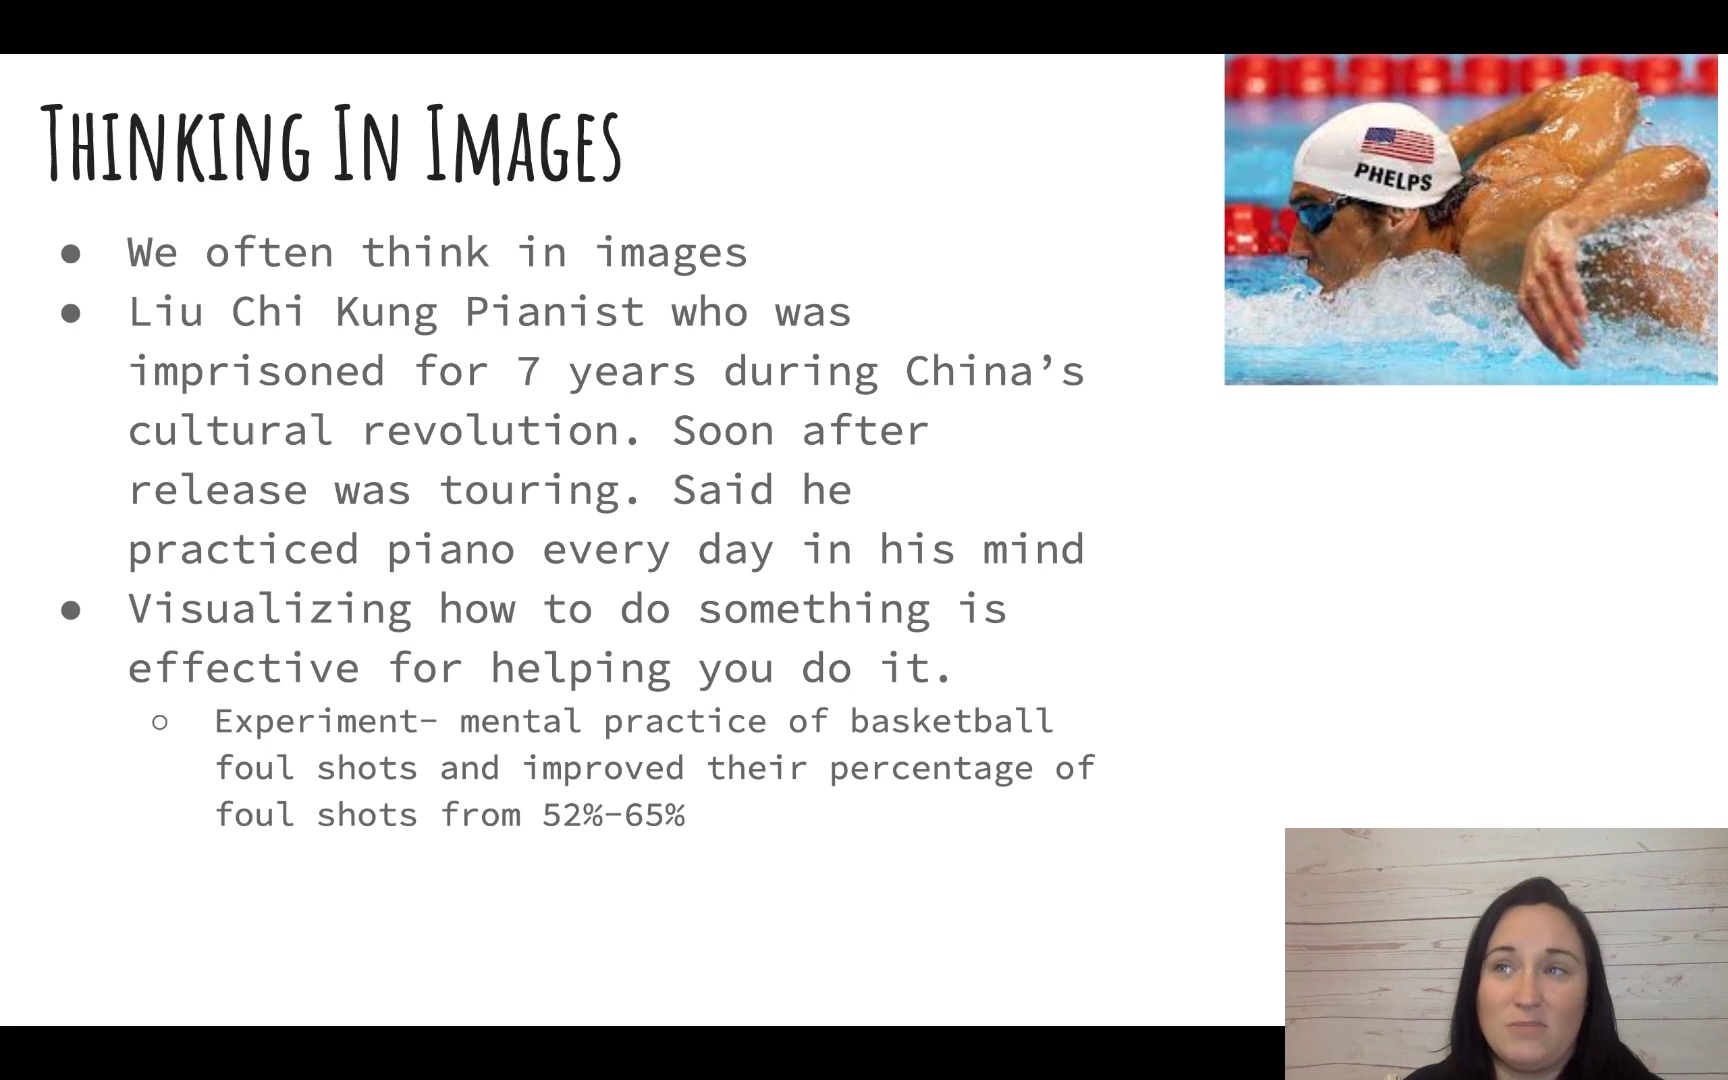 Thinking In Images
● We often think in images
● Liu Chi Kung Pianist who was
imprisoned for 7 years during China’s
cultural revolution. Soon after
release was touring. Said he
practiced piano every day in his mind
● Visualizing how to do something is
effective for helping you do it.
○ Experiment- mental practice of basketball
foul shots and improved their percentage of
foul shots from 52%-65%
PHELPS